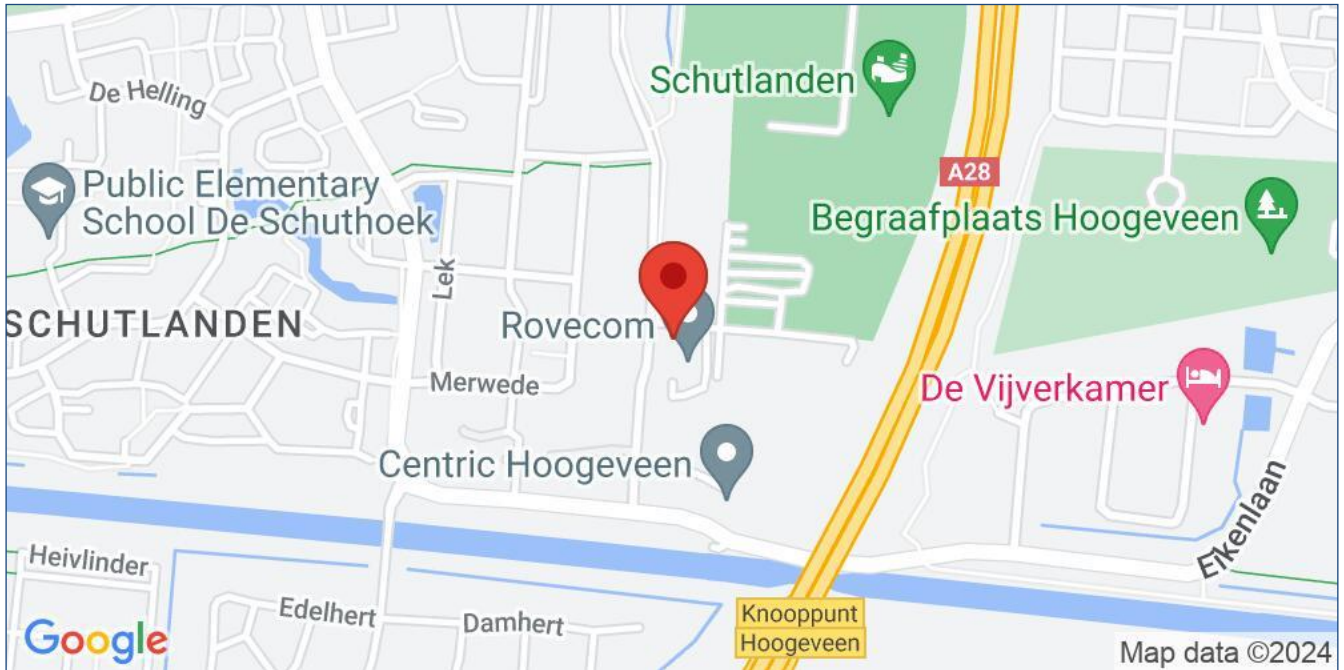 Schutlanden
De Helling
A28
Public Elementary
School De Schuthoek
Begraafplaats Hoogeveen
Lek
SCHUTLANDEN
Rovecom
Merwede
De Vijverkamer
Centric Hoogeveen
Eikenlaan
Heivlinder
Edelhert
Damhert
Knooppunt
Hoogeveen
Google
Map data ©2024